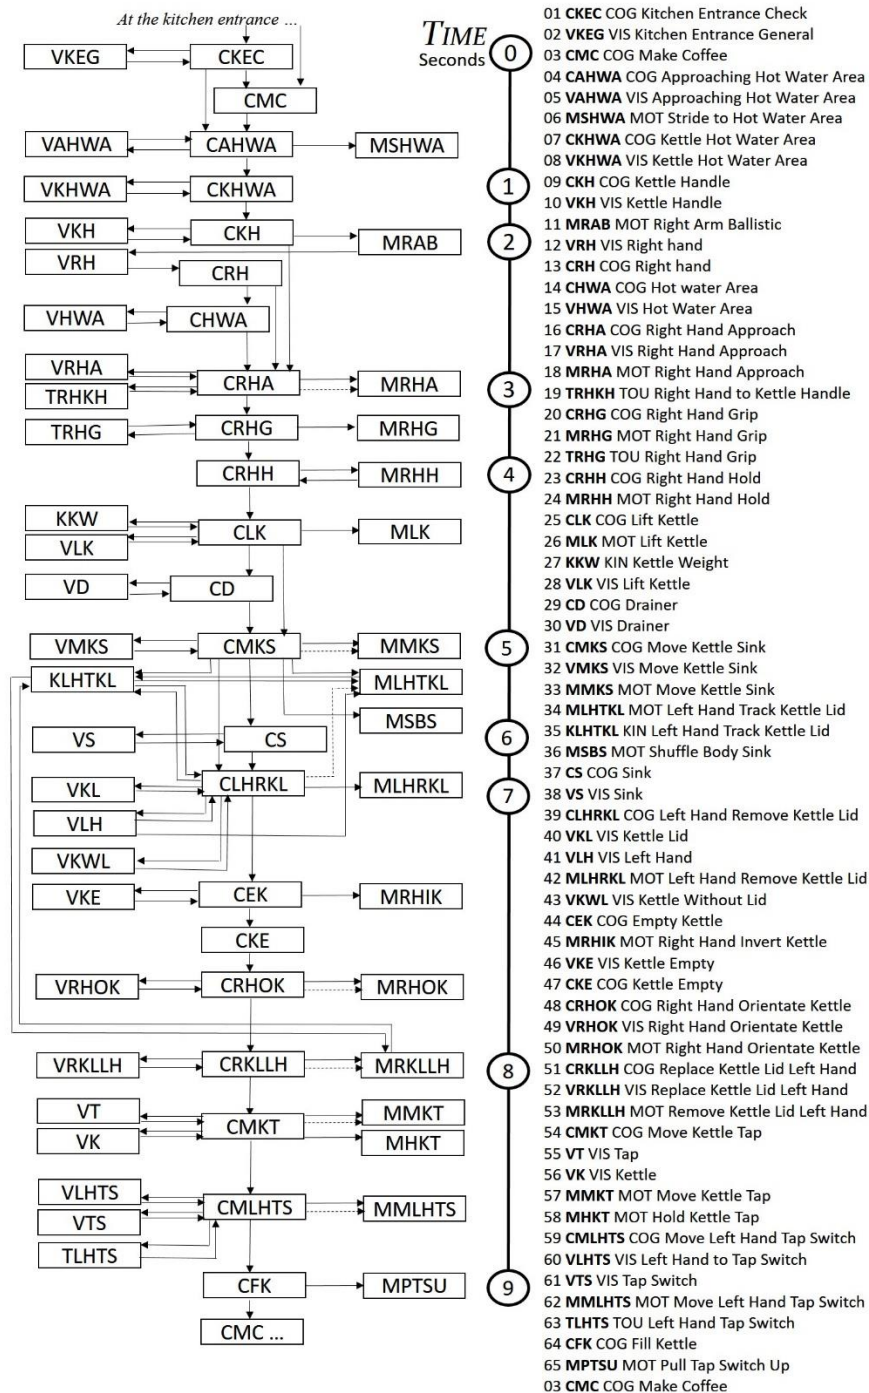 At the kitchen entrance ...
VKEG
CKEC
CMC
VAHWA
CAHWA
MSHWA
VKHWA
CKHWA
VKH
CKH
MRAB
VRH
CRH
VHWA
CHWA
VRHA
CRHA
MRHA
TRHKH
TRHG
CRHG
MRHG
CRHH
MRHH
KKW
CLK
MLK
VLK
VD
CD
VMKS
CMKS
MMKS
KLHTKL
MLHTKL
MSBS
VS
CS
VKL
CLHRKL
MLHRKL
VLH
VKWL
VKE
CEK
MRHIK
CKE
VRHOK
CRHOK
MRHOK
VRKLLH
CRKLLH
MRKLLH
VT
CMKT
MMKT
VK
MHKT
VLHTS
CMLHTS
MMLHTS
VTS
TLHTS
CFK
MPTSU
CMC ...
TIME
Seconds
0
1
2
3
4
5
6
7
8
9
01 CKEC COG Kitchen Entrance Check
02 VKEG VIS Kitchen Entrance General
03 CMC COG Make Coffee
04 CAHWA COG Approaching Hot Water Area
05 VAHWA VIS Approaching Hot Water Area
06 MSHWA MOT Stride to Hot Water Area
07 CKHWA COG Kettle Hot Water Area
08 VKHWA VIS Kettle Hot Water Area
09 CKH COG Kettle Handle
10 VKH VIS Kettle Handle
11 MRAB MOT Right Arm Ballistic
12 VRH VIS Right hand
13 CRH COG Right hand
14 CHWA COG Hot water Area
15 VHWA VIS Hot Water Area
16 CRHA COG Right Hand Approach
17 VRHA VIS Right Hand Approach
18 MRHA MOT Right Hand Approach
19 TRHKH TOU Right Hand to Kettle Handle
20 CRHG COG Right Hand Grip
21 MRHG MOT Right Hand Grip
22 TRHG TOU Right Hand Grip
23 CRHH COG Right Hand Hold
24 MRHH MOT Right Hand Hold
25 CLK COG Lift Kettle
26 MLK MOT Lift Kettle
27 KKW KIN Kettle Weight
28 VLK VIS Lift Kettle
29 CD COG Drainer
30 VD VIS Drainer
31 CMKS COG Move Kettle Sink
32 VMKS VIS Move Kettle Sink
33 MMKS MOT Move Kettle Sink
34 MLHTKL MOT Left Hand Track Kettle Lid
35 KLHTKL KIN Left Hand Track Kettle Lid
36 MSBS MOT Shuffle Body Sink
37 CS COG Sink
38 VS VIS Sink
39 CLHRKL COG Left Hand Remove Kettle Lid
40 VKL VIS Kettle Lid
41 VLH VIS Left Hand
42 MLHRKL MOT Left Hand Remove Kettle Lid
43 VKWL VIS Kettle Without Lid
44 CEK COG Empty Kettle
45 MRHIK MOT Right Hand Invert Kettle
46 VKE VIS Kettle Empty
47 CKE COG Kettle Empty
48 CRHOK COG Right Hand Orientate Kettle
49 VRHOK VIS Right Hand Orientate Kettle
50 MRHOK MOT Right Hand Orientate Kettle
51 CRKLLH COG Replace Kettle Lid Left Hand
52 VRKLLH VIS Replace Kettle Lid Left Hand
53 MRKLLH MOT Remove Kettle Lid Left Hand
54 CMKT COG Move Kettle Tap
55 VT VIS Tap
56 VK VIS Kettle
57 MMKT MOT Move Kettle Tap
58 MHKT MOT Hold Kettle Tap
59 CMLHTS COG Move Left Hand Tap Switch
60 VLHTS VIS Left Hand to Tap Switch
61 VTS VIS Tap Switch
62 MMLHTS MOT Move Left Hand Tap Switch
63 TLHTS TOU Left Hand Tap Switch
64 CFK COG Fill Kettle
65 MPTSU MOT Pull Tap Switch Up
03 CMC COG Make Coffee